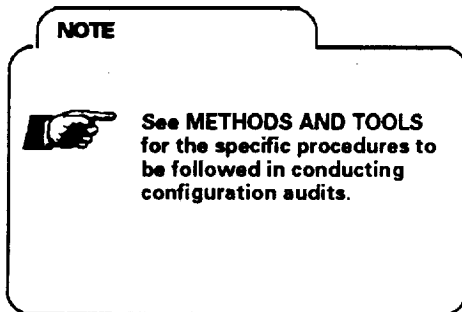 NOTE
See METHODS AND TOOLS
for the specific procedures to
be followed in conducting
configuration audits.